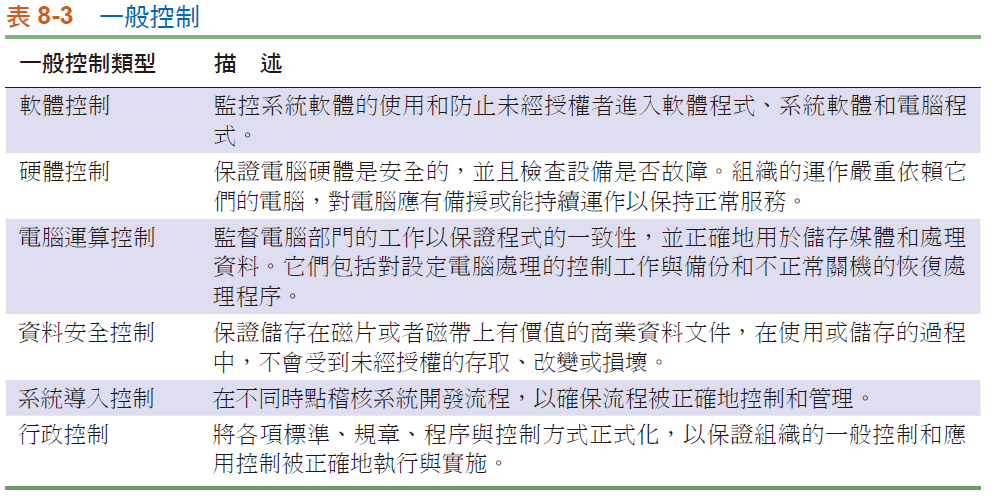 表 8-3 一般控制
一般控制類型 描 述
軟體控制 監控系統軟體的使用和防止未經授權者進入軟體程式、系統軟體和電腦程
式。
硬體控制 保證電腦硬體是安全的，並且檢查設備是否故障。組織的運作嚴重依賴它
們的電腦，對電腦應有備援或能持續運作以保持正常服務。
電腦運算控制 監督電腦部門的工作以保證程式的一致性，並正確地用於儲存媒體和處理
資料。它們包括對設定電腦處理的控制工作與備份和不正常關機的恢復處
理程序。
資料安全控制 保證儲存在磁片或者磁帶上有價值的商業資料文件，在使用或儲存的過程
中，不會受到未經授權的存取、改變或損壞。
系統導入控制 在不同時點稽核系統開發流程，以確保流程被正確地控制和管理。
行政控制 將各項標準、規章、程序與控制方式正式化，以保證組織的一般控制和應
用控制被正確地執行與實施。